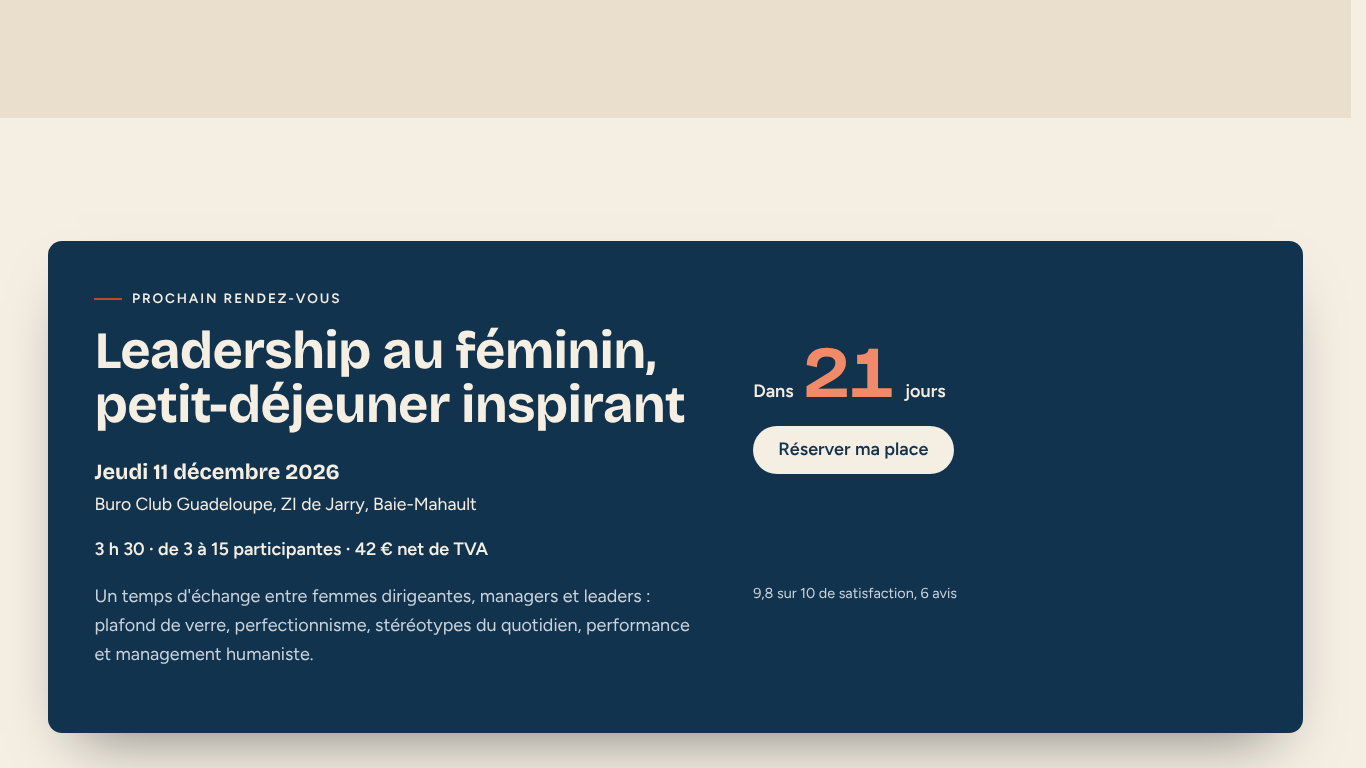 PROCHAIN RENDEZ-VOUS
Leadership au féminin,
petit-déjeuner inspirant
Jeudi 11 décembre 2026
Buro Club Guadeloupe, ZI de Jarry, Baie-Mahault
3 h 30 · de 3 à 15 participantes · 42 € net de TVA
Un temps d'échange entre femmes dirigeantes, managers et leaders :
plafond de verre, perfectionnisme, stéréotypes du quotidien, performance
et management humaniste.
Dans 21 jours
Réserver ma place
9,8 sur 10 de satisfaction, 6 avis